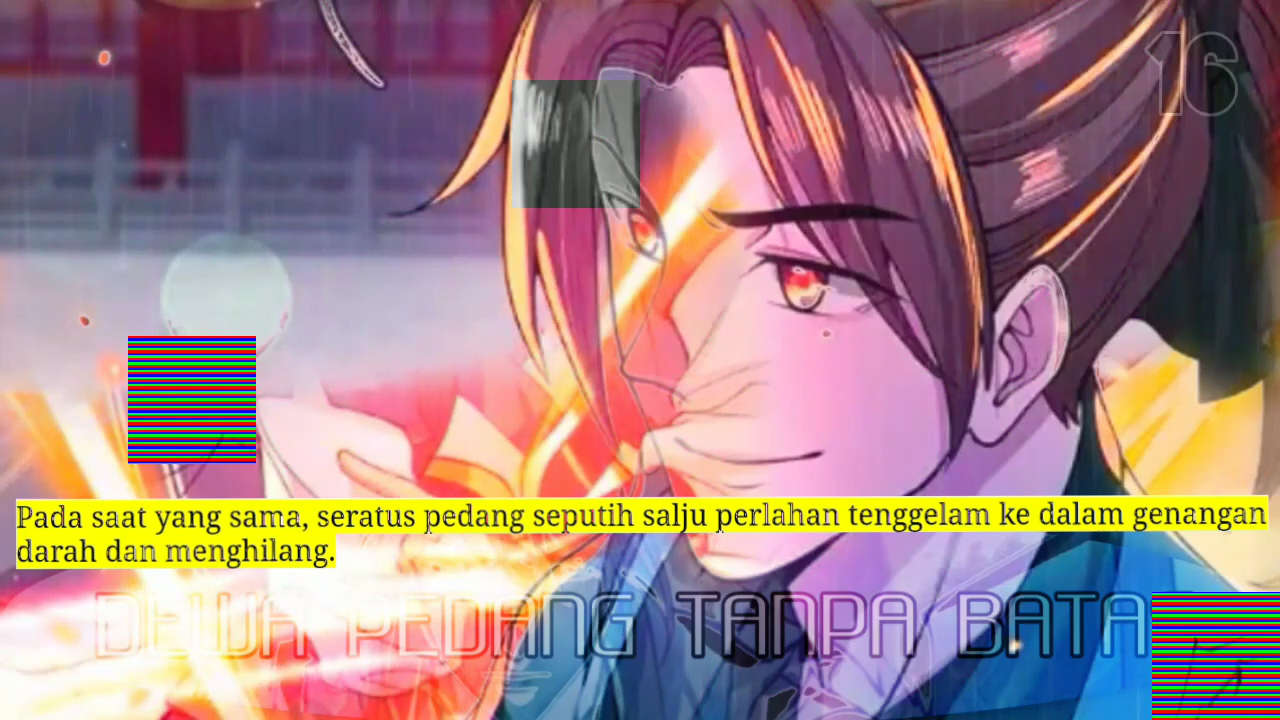 16
Pada saat yang sama, seratus pedang seputih salju perlahan tenggelam ke dalam genangan
darah dan menghilang.
DEWA PEDANG TANPA BATA